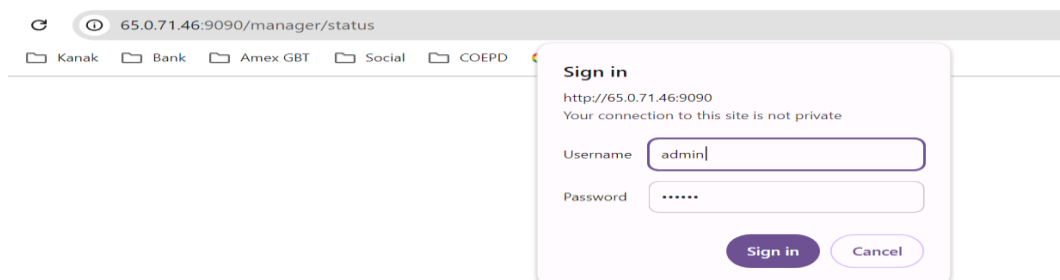 65.0.71.46:9090/manager/status
Kanak Bank Amex GBT Social COEPD
Sign in
http://65.0.71.46:9090
Your connection to this site is not private
Username admin
Password ••••••
Sign in Cancel